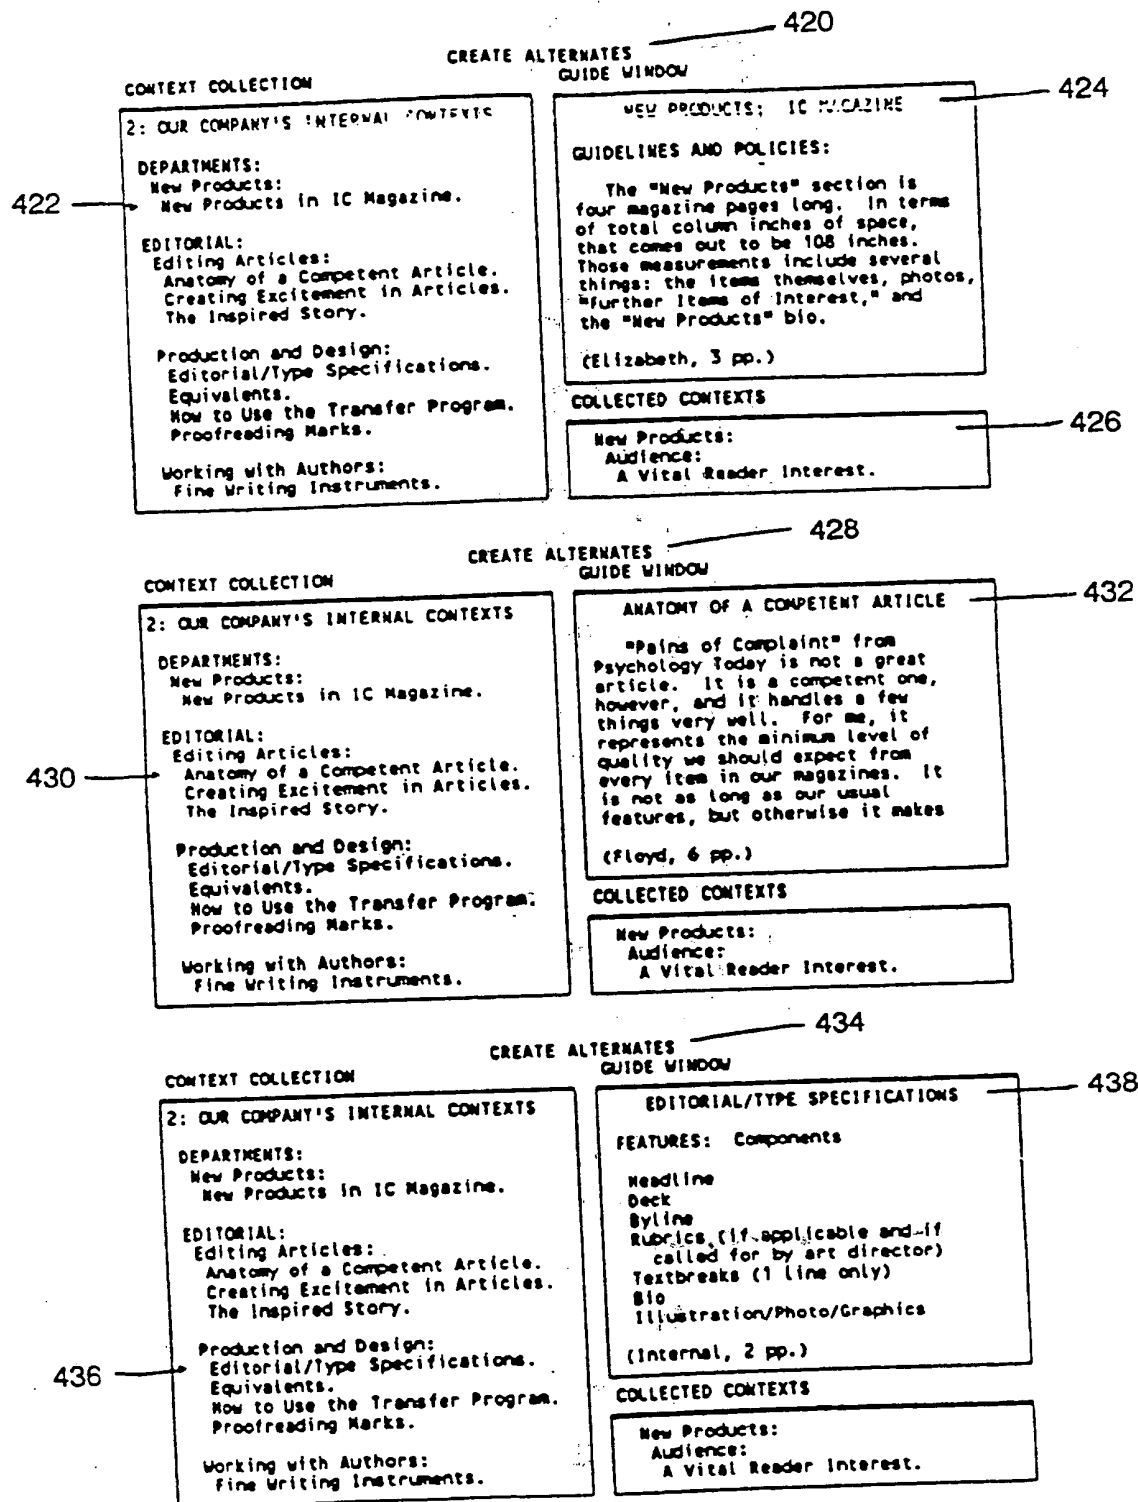 420
CREATE ALTERNATES
CONTEXT COLLECTION
2: OUR COMPANY'S INTERNAL CONTEXTS
DEPARTMENTS:
New Products:
422
New Products in IC Magazine.
EDITORIAL:
Editing Articles:
Anatomy of a Competent Article.
Creating Excitement in Articles.
The Inspired Story.
Production and Design:
Editorial/Type Specifications.
Equivalents.
How to Use the Transfer Program.
Proofreading Marks.
Working with Authors:
Fine Writing Instruments.
GUIDE WINDOW
424
NEW PRODUCTS: IC MAGAZINE
GUIDELINES AND POLICIES:
The "New Products" section is
four magazine pages long. In terms
of total column inches of space,
that comes out to be 108 inches.
Those measurements include several
things: the items themselves, photos,
"Further Items of Interest," and
the "New Products" bio.
(Elizabeth, 3 pp.)
COLLECTED CONTEXTS
426
New Products:
Audience:
A Vital Reader Interest.
428
CREATE ALTERNATES
CONTEXT COLLECTION
2: OUR COMPANY'S INTERNAL CONTEXTS
DEPARTMENTS:
New Products:
New Products in IC Magazine.
EDITORIAL:
Editing Articles:
430
Anatomy of a Competent Article.
Creating Excitement in Articles.
The Inspired Story.
Production and Design:
Editorial/Type Specifications.
Equivalents.
How to Use the Transfer Program.
Proofreading Marks.
Working with Authors:
Fine Writing Instruments.
GUIDE WINDOW
432
ANATOMY OF A COMPETENT ARTICLE
"Pains of Complaint" from
Psychology Today is not a great
article. It is a competent one,
however, and it handles a few
things very well. For me, it
represents the minimum level of
quality we should expect from
every item in our magazines. It
is not as long as our usual
features, but otherwise it makes
(Floyd, 6 pp.)
COLLECTED CONTEXTS
New Products:
Audience:
A Vital Reader Interest.
434
CREATE ALTERNATES
CONTEXT COLLECTION
2: OUR COMPANY'S INTERNAL CONTEXTS
DEPARTMENTS:
New Products:
New Products in IC Magazine.
EDITORIAL:
Editing Articles:
Anatomy of a Competent Article.
Creating Excitement in Articles.
The Inspired Story.
Production and Design:
436
Editorial/Type Specifications.
Equivalents.
How to Use the Transfer Program.
Proofreading Marks.
Working with Authors:
Fine Writing Instruments.
GUIDE WINDOW
438
EDITORIAL/TYPE SPECIFICATIONS
FEATURES: Components
Headline
Deck
Byline
Rubrics (if applicable and if
called for by art director)
Textbreaks (1 line only)
Bio
Illustration/Photo/Graphics
(Internal, 2 pp.)
COLLECTED CONTEXTS
New Products:
Audience:
A Vital Reader Interest.